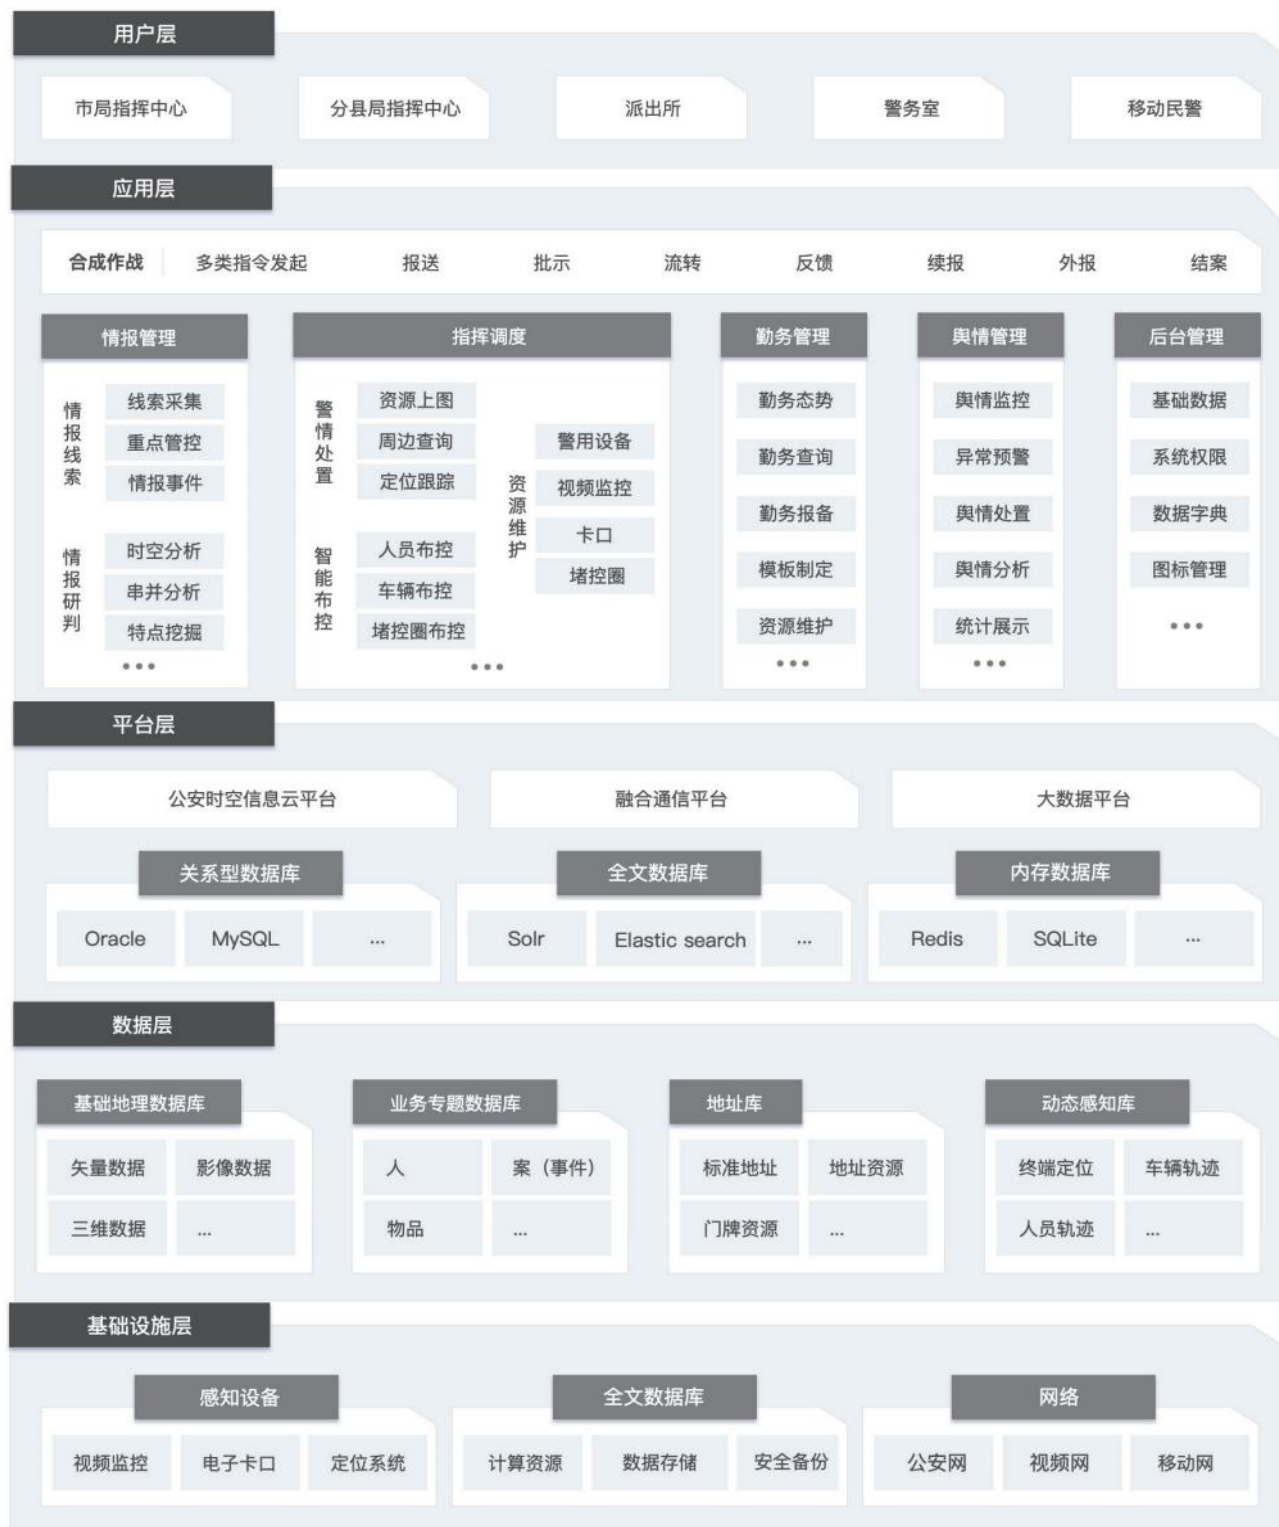 用户层
市局指挥中心 分县局指挥中心 派出所 警务室 移动民警
应用层
合成作战 多类指令发起 报送 批示 流转 反馈 续报 外报 结案
情报管理
情报线索
线索采集
重点管控
情报事件
情报研判
时空分析
串并分析
特点挖掘
•••
指挥调度
警情处置
资源上图
周边查询
定位跟踪
智能布控
人员布控
车辆布控
堵控圈布控
资源维护
警用设备
视频监控
卡口
堵控圈
•••
勤务管理
勤务态势
勤务查询
勤务报备
模板制定
资源维护
•••
舆情管理
舆情监控
异常预警
舆情处置
舆情分析
统计展示
•••
后台管理
基础数据
系统权限
数据字典
图标管理
•••
平台层
公安时空信息云平台 融合通信平台 大数据平台
关系型数据库
Oracle MySQL ...
全文数据库
Solr Elastic search ...
内存数据库
Redis SQLite ...
数据层
基础地理数据库
矢量数据 影像数据
三维数据 ...
业务专题数据库
人 案（事件）
物品 ...
地址库
标准地址 地址资源
门牌资源 ...
动态感知库
终端定位 车辆轨迹
人员轨迹 ...
基础设施层
感知设备
视频监控 电子卡口 定位系统
全文数据库
计算资源 数据存储 安全备份
网络
公安网 视频网 移动网